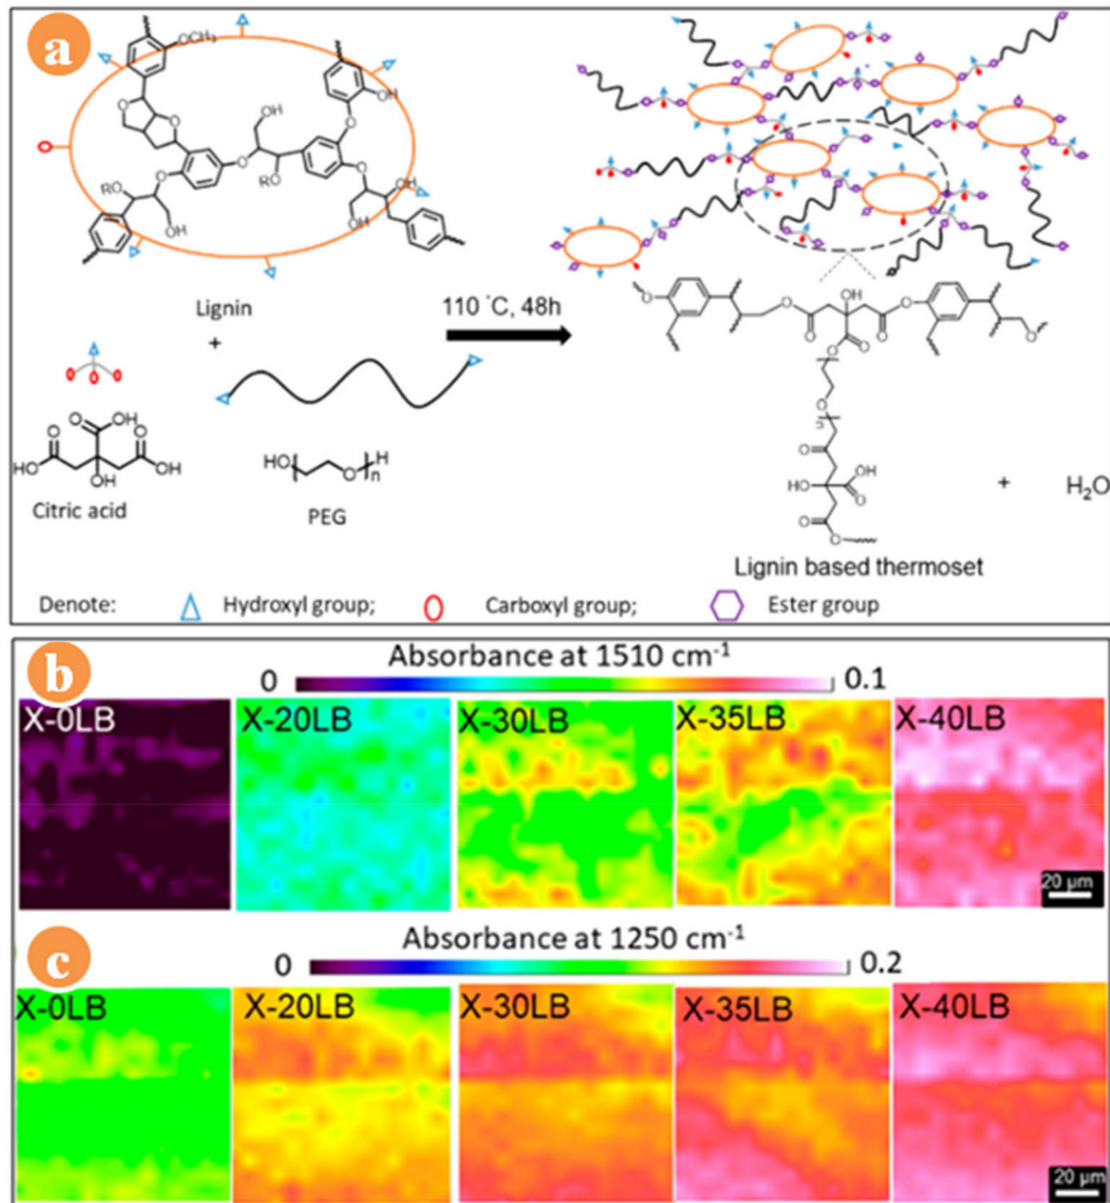 a
OCH3
OH
O
OH
O
O
O
RO
O
RO
O
OH
OH
OH
OH
Lignin
+
110 °C, 48h
Citric acid
O
OH
O
OH
O
HO
OH
OH
HO
O
H
n
PEG
O
O
OH
O
O
O
O
O
O
O
n
O
OH
HO
O
O
O
+
H2O
Lignin based thermoset
Denote: Hydroxyl group; Carboxyl group; Ester group
b
Absorbance at 1510 cm-1
0
0.1
X-0LB
X-20LB
X-30LB
X-35LB
X-40LB
20 μm
c
Absorbance at 1250 cm-1
0
0.2
X-0LB
X-20LB
X-30LB
X-35LB
X-40LB
20 μm